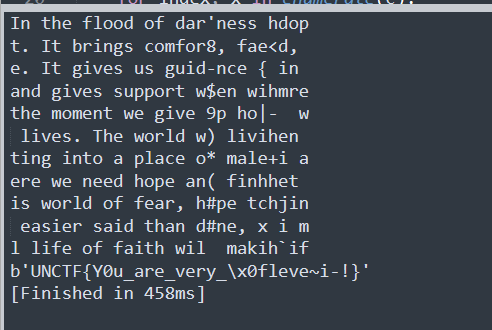 In the flood of dar'ness hdop
t. It brings comfor8, fae<d,
e. It gives us guid-nce { in
and gives support w$en wihmre
the moment we give 9p ho|-  w
 lives. The world w) livihen
ting into a place o* male+i a
ere we need hope an( finhhet
is world of fear, h#pe tchjin
 easier said than d#ne, x i m
l life of faith wil  makih`if
b'UNCTF{Y0u_are_very_\x0fleve~i-!}'
[Finished in 458ms]